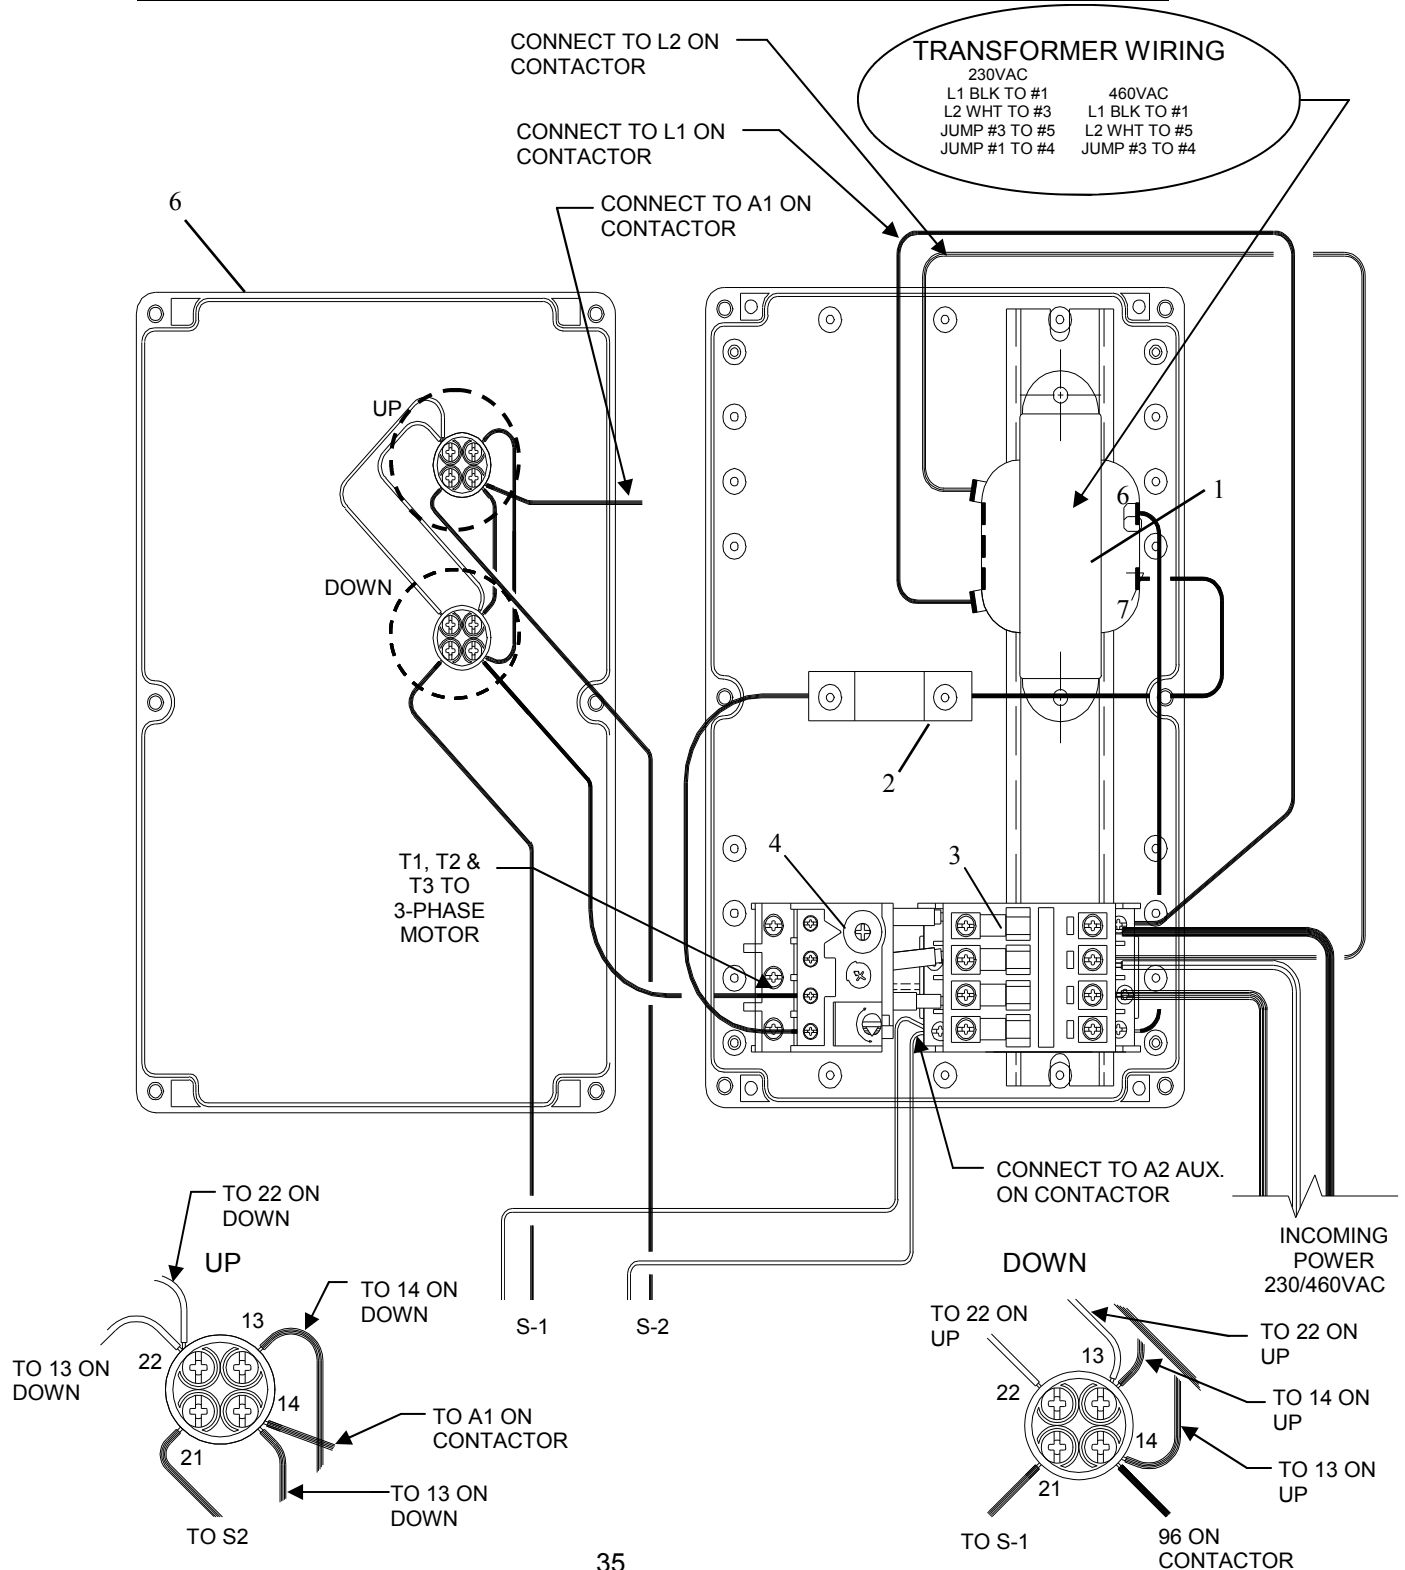 CONNECT TO L2 ON
CONTACTOR
TRANSFORMER WIRING
230VAC
L1 BLK TO #1
L2 WHT TO #3
JUMP #3 TO #5
JUMP #1 TO #4
460VAC
L1 BLK TO #1
L2 WHT TO #5
JUMP #3 TO #4
CONNECT TO L1 ON
CONTACTOR
CONNECT TO A1 ON
CONTACTOR
6
UP
DOWN
6
1
7
2
4
3
T1, T2 &
T3 TO
3-PHASE
MOTOR
CONNECT TO A2 AUX.
ON CONTACTOR
INCOMING
POWER
230/460VAC
S-1
S-2
TO 22 ON
DOWN
UP
TO 14 ON
DOWN
13
22
TO 13 ON
DOWN
14
TO A1 ON
CONTACTOR
21
TO 13 ON
DOWN
TO S2
DOWN
TO 22 ON
UP
TO 22 ON
UP
13
22
TO 14 ON
UP
14
TO 13 ON
UP
21
TO S-1
96 ON
CONTACTOR
35